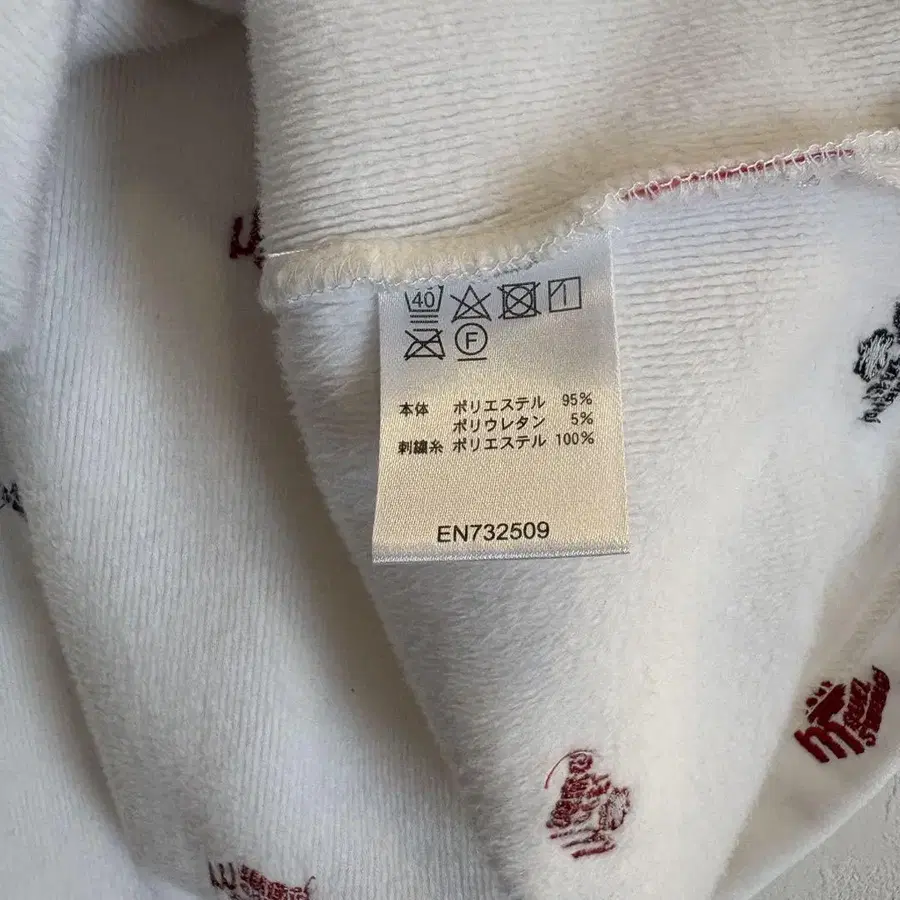 40
F
本体 ポリエステル 95%
ポリウレタン 5%
刺繍糸 ポリエステル 100%
EN732509